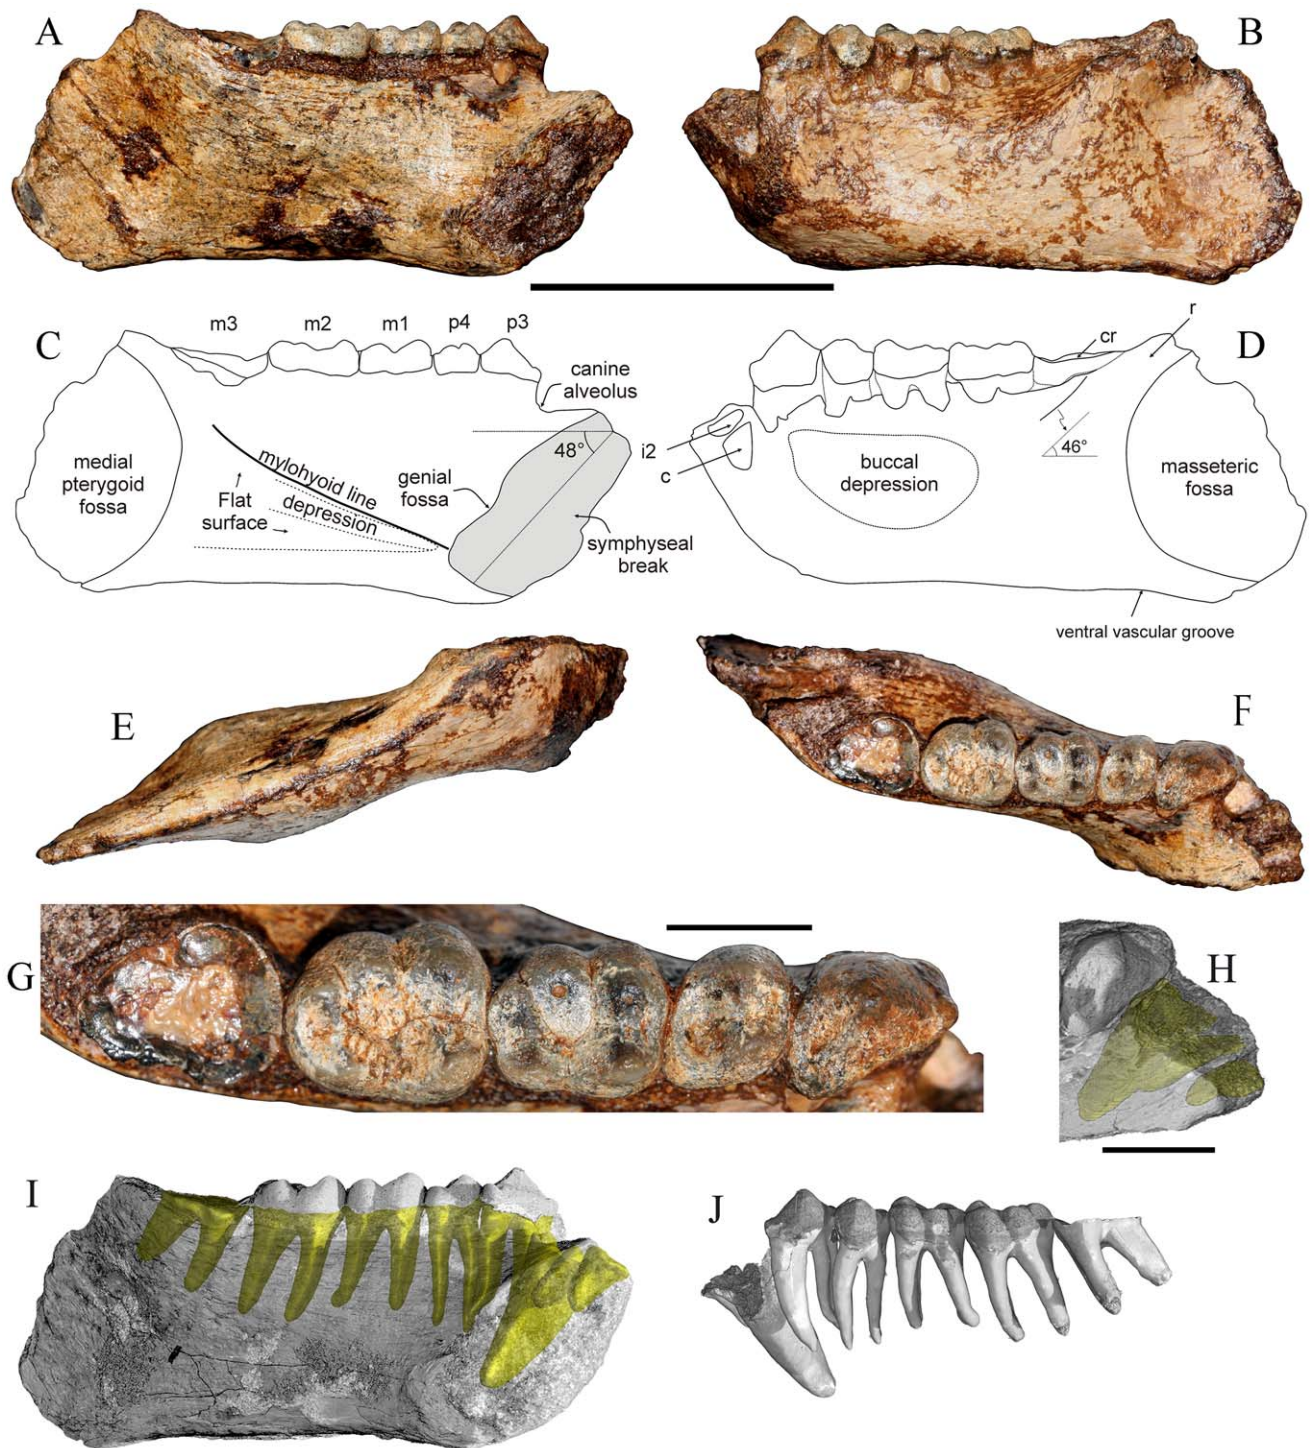 A
B
C
m3
m2
m1
p4
p3
canine
alveolus
48°
medial
pterygoid
fossa
mylohyoid line
Flat
surface
depression
genial
fossa
symphyseal
break
D
r
cr
i2
c
46°
buccal
depression
masseteric
fossa
ventral vascular groove
E
F
G
H
I
J